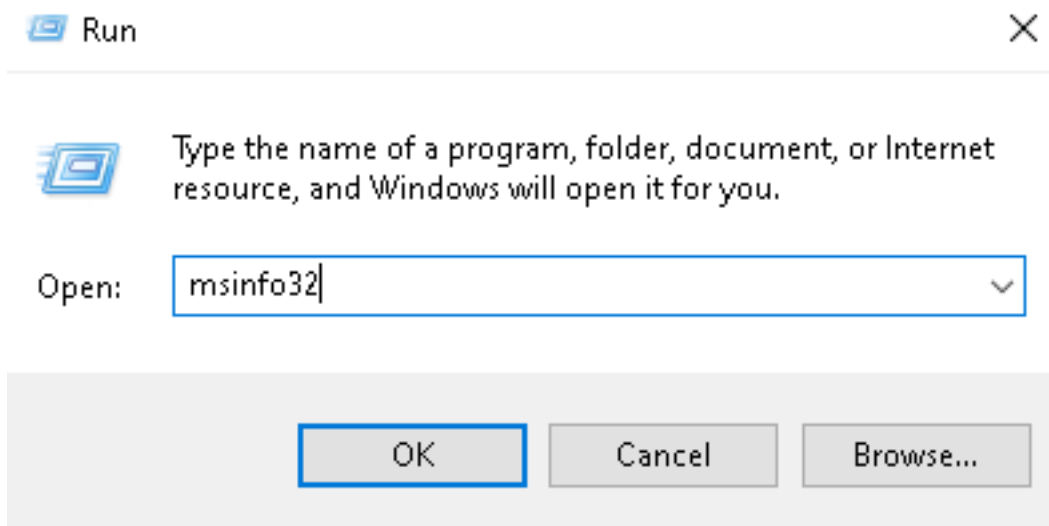 Run
Type the name of a program, folder, document, or Internet
resource, and Windows will open it for you.
Open: msinfo32
OK Cancel Browse...